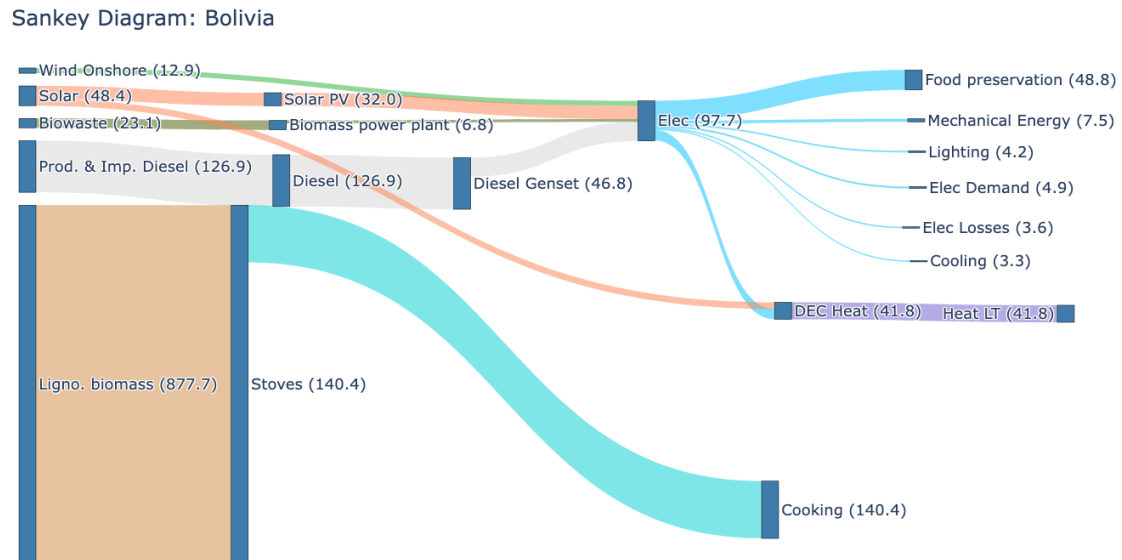 Sankey Diagram: Bolivia
Wind Onshore (12.9)
Solar (48.4)
Solar PV (32.0)
Biowaste (23.1)
Biomass power plant (6.8)
Prod. & Imp. Diesel (126.9)
Diesel (126.9)
Diesel Genset (46.8)
Elec (97.7)
Food preservation (48.8)
Mechanical Energy (7.5)
Lighting (4.2)
Elec Demand (4.9)
Elec Losses (3.6)
Cooling (3.3)
DEC Heat (41.8)
Heat LT (41.8)
Ligno. biomass (877.7)
Stoves (140.4)
Cooking (140.4)